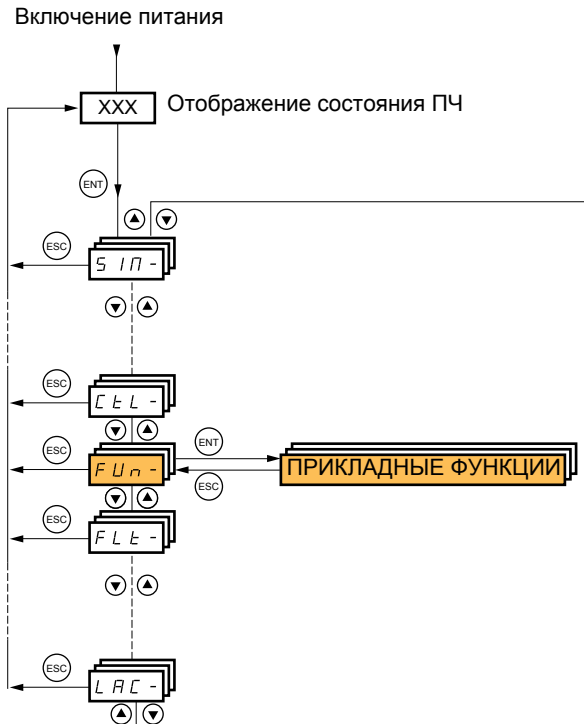 Включение питания
XXX Отображение состояния ПЧ
ENT
ESC
SIM-
ESC
CtL-
ESC
ENT
FUn-
ПРИКЛАДНЫЕ ФУНКЦИИ
ESC
ESC
FLt-
ESC
LAC-